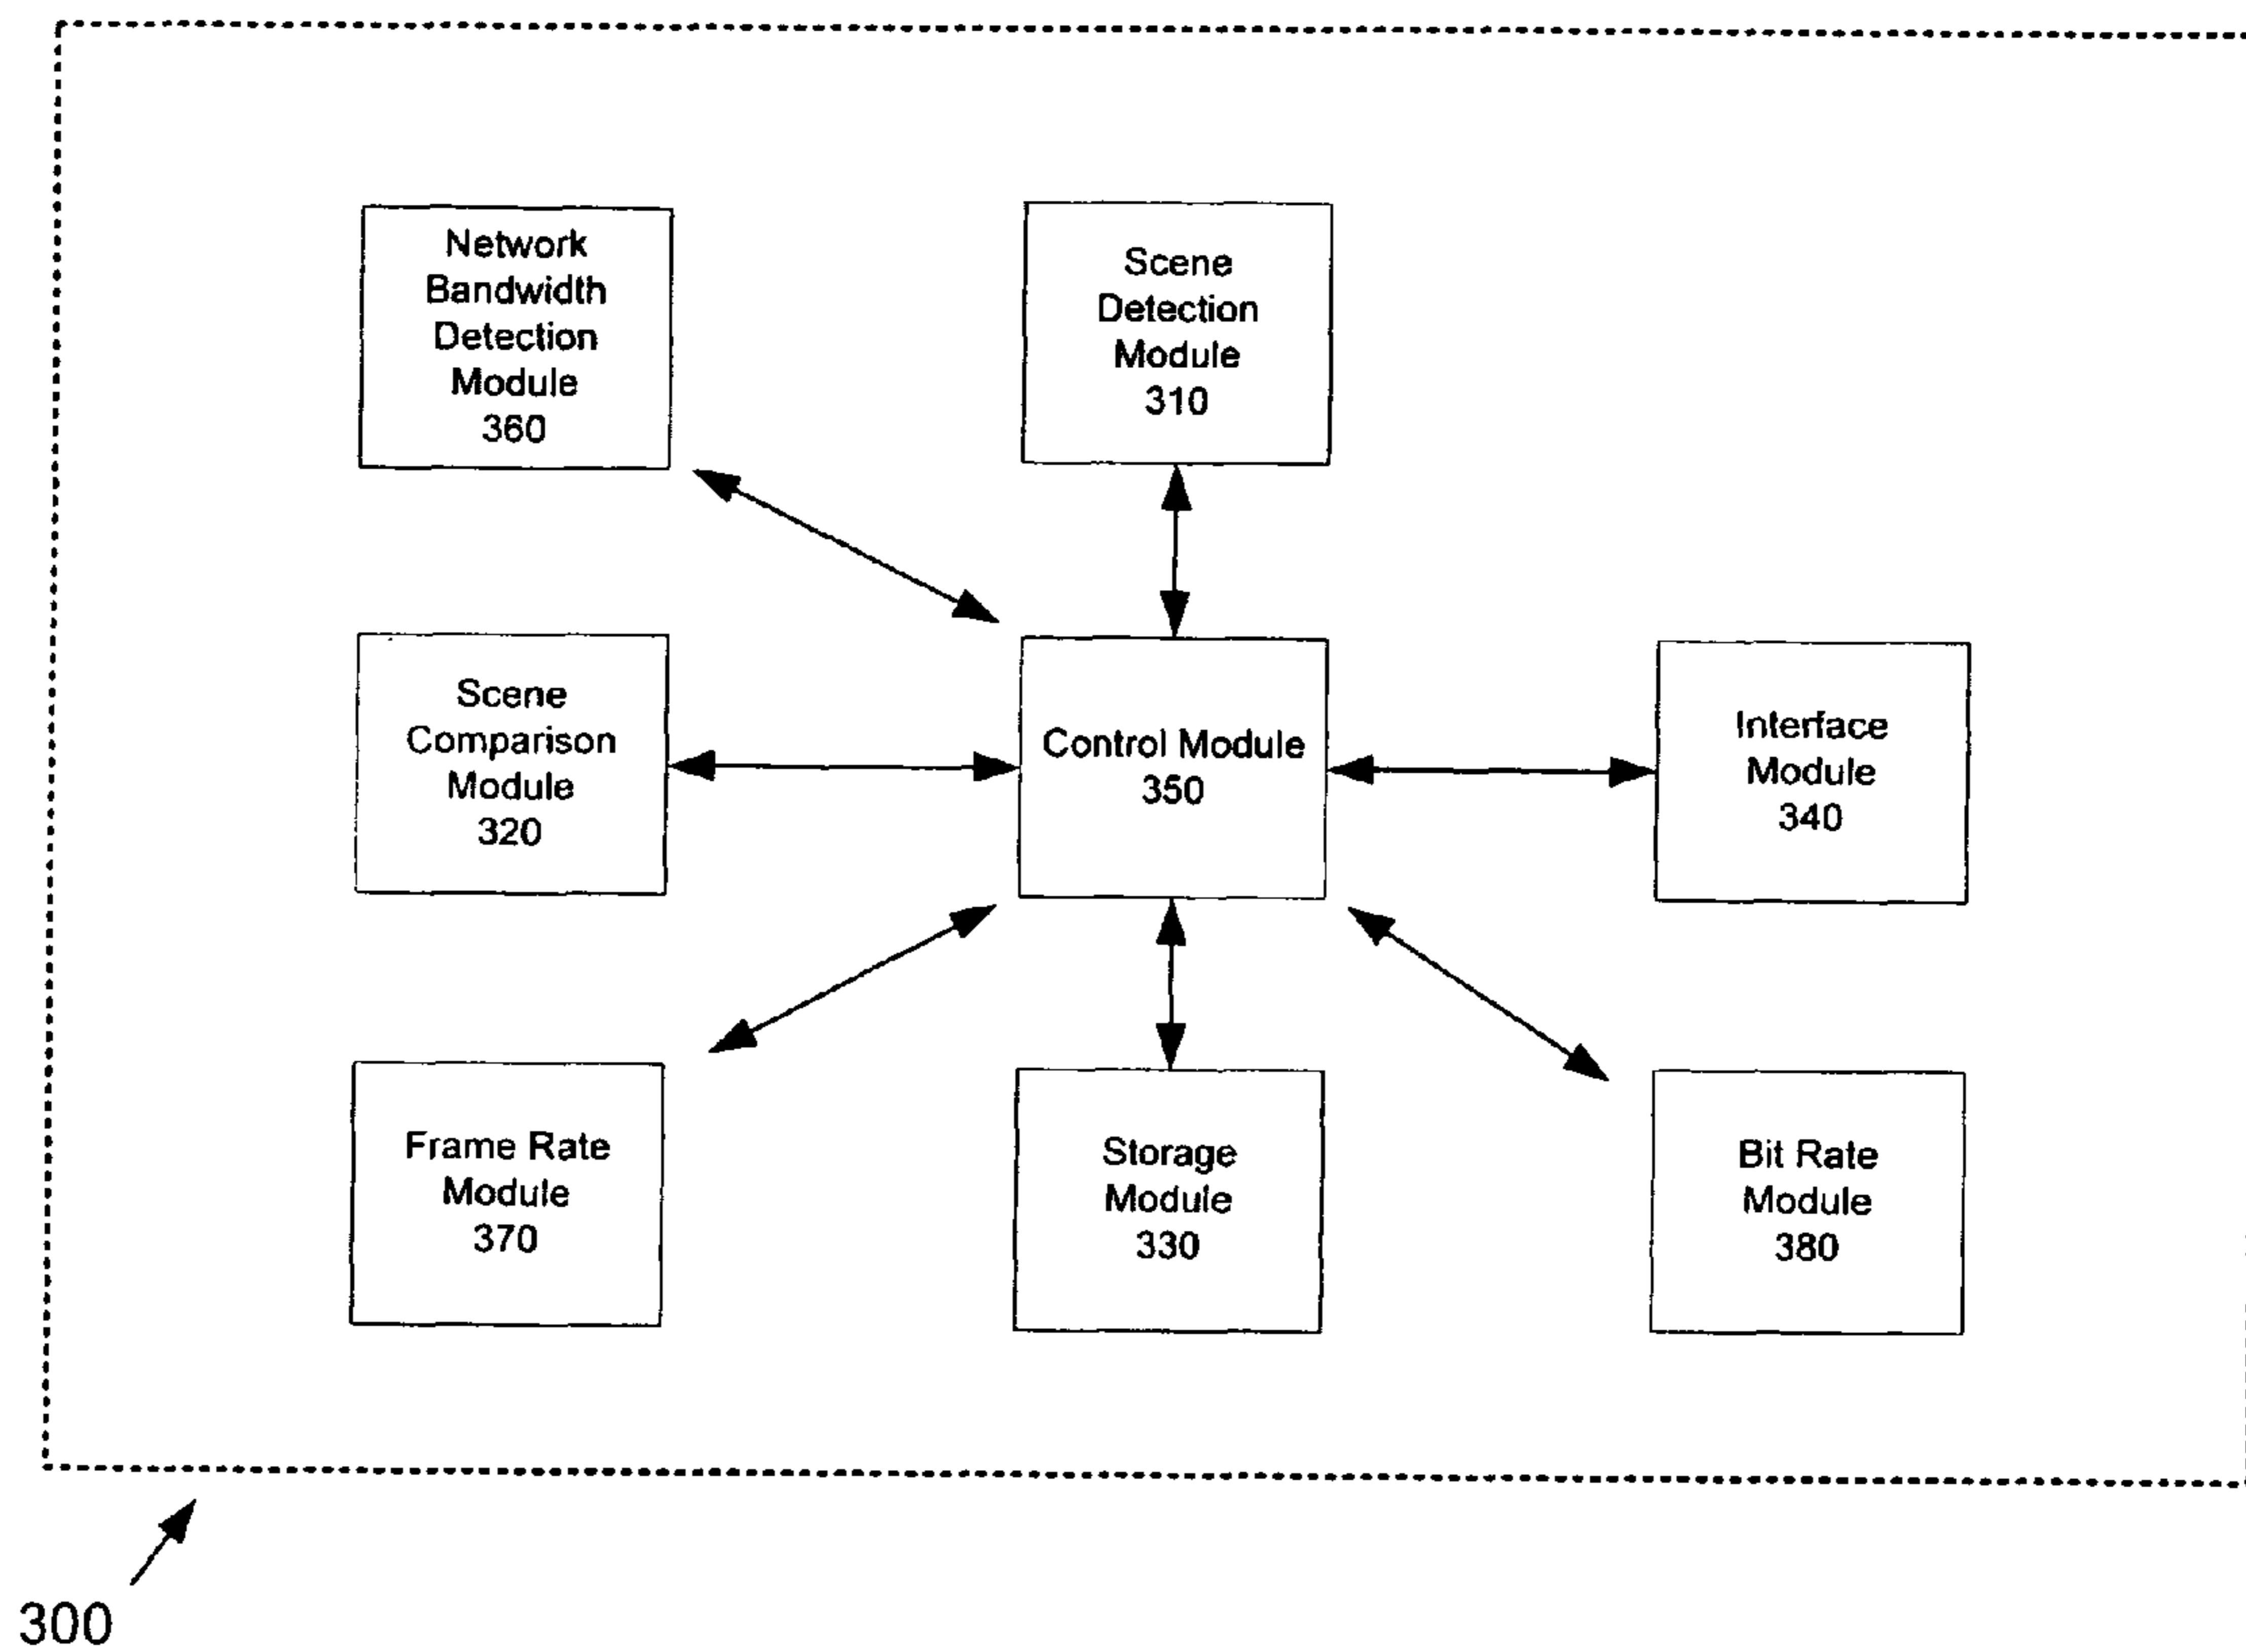 Network
Bandwidth
Detection
Module
360
Scene
Detection
Module
310
Scene
Comparison
Module
320
Control Module
350
Interface
Module
340
Frame Rate
Module
370
Storage
Module
330
Bit Rate
Module
380
300